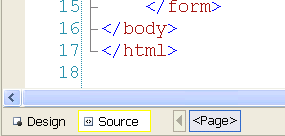 15 </form>
16 </body>
17 </html>
18
Design Source <Page>